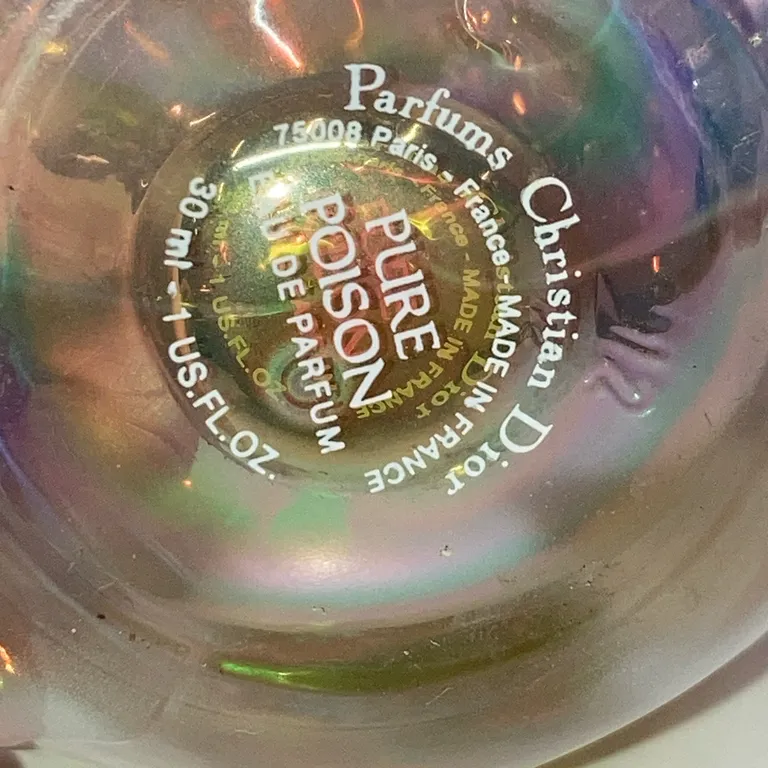 Parfums Christian Dior
75008 Paris - France - MADE IN FRANCE
PURE
POISON
EAU DE PARFUM
30 ml - 1 US.FL.OZ.